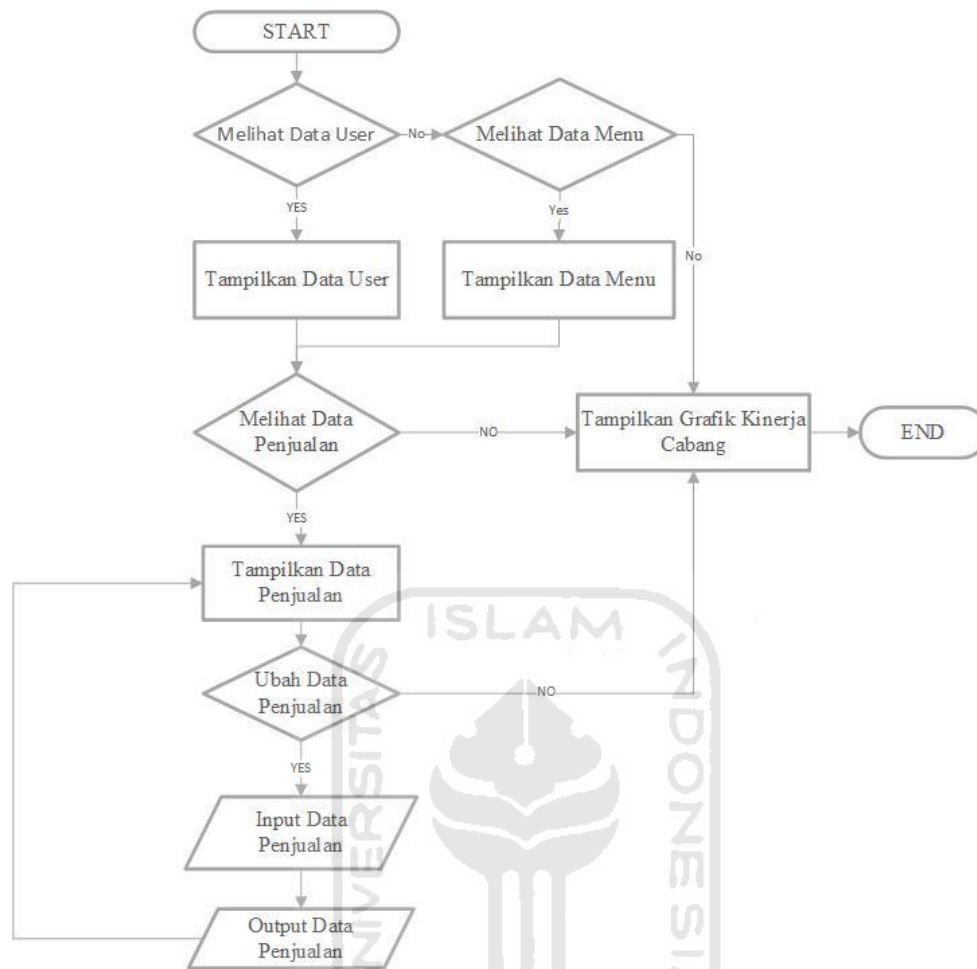 START
Melihat Data User
No
Melihat Data Menu
YES
Yes
No
Tampilkan Data User
Tampilkan Data Menu
Melihat Data
Penjualan
NO
Tampilkan Grafik Kinerja
Cabang
END
YES
Tampilkan Data
Penjualan
ISLAM
UNIVERSITAS
INDONESIA
Ubah Data
Penjualan
NO
YES
Input Data
Penjualan
Output Data
Penjualan